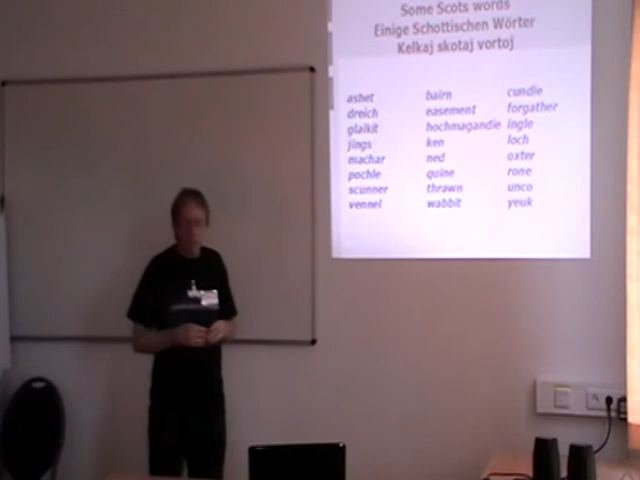 Some Scots words
Einige Schottischen Wörter
Kelkaj skotaj vortoj
ashet bairn cundie
dreich easement forgather
glaikit hochmagandie ingle
jings ken loch
machar ned oxter
pochle quine rone
scunner thrawn unco
vennel wabbit yeuk